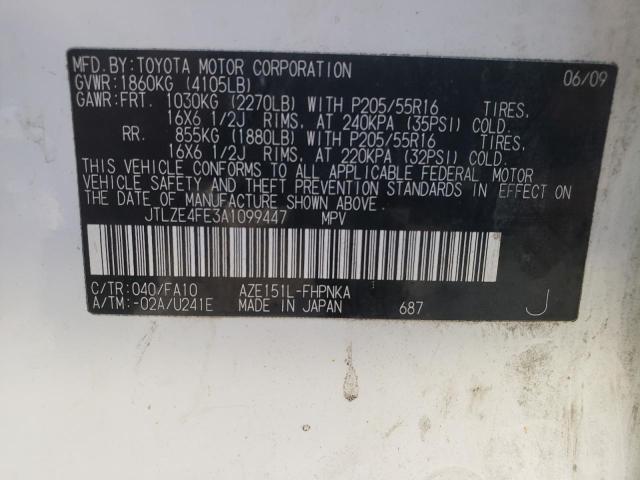 MFD.BY:TOYOTA MOTOR CORPORATION 06/09
GVWR:1860KG (4105LB)
GAWR:FRT. 1030KG (2270LB) WITH P205/55R16 TIRES,
16X6 1/2J RIMS, AT 240KPA (35PSI) COLD.
RR. 855KG (1880LB) WITH P205/55R16 TIRES,
16X6 1/2J RIMS, AT 220KPA (32PSI) COLD.
THIS VEHICLE CONFORMS TO ALL APPLICABLE FEDERAL MOTOR
VEHICLE SAFETY AND THEFT PREVENTION STANDARDS IN EFFECT ON
THE DATE OF MANUFACTURE SHOWN ABOVE.
JTLZE4FE3A1099447 MPV
C/TR:040/FA10 AZE151L-FHPNKA
A/TM:-02A/U241E MADE IN JAPAN 687 J